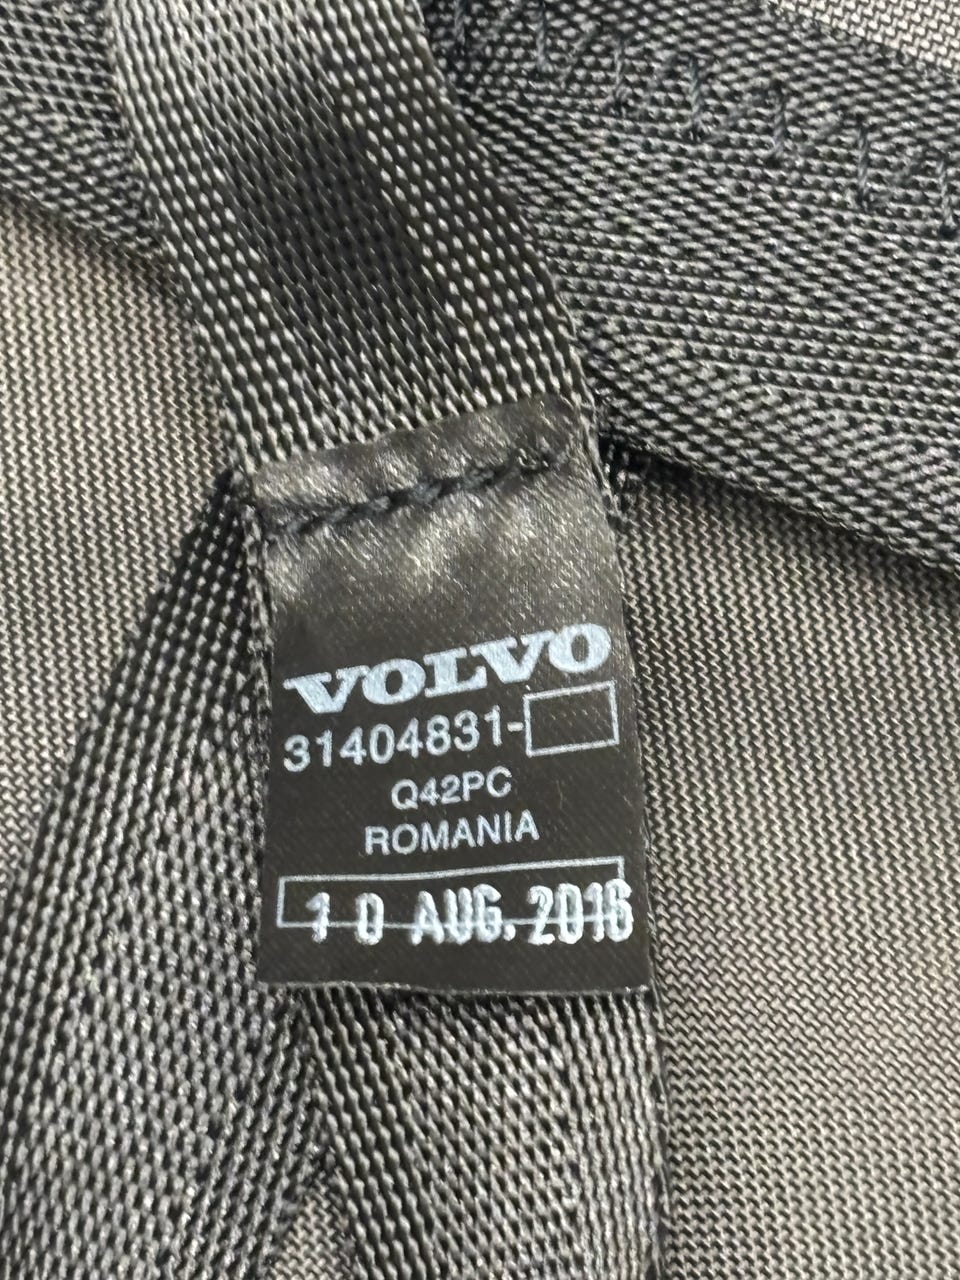 VOLVO
31404831-
Q42PC
ROMANIA
10 AUG. 2016